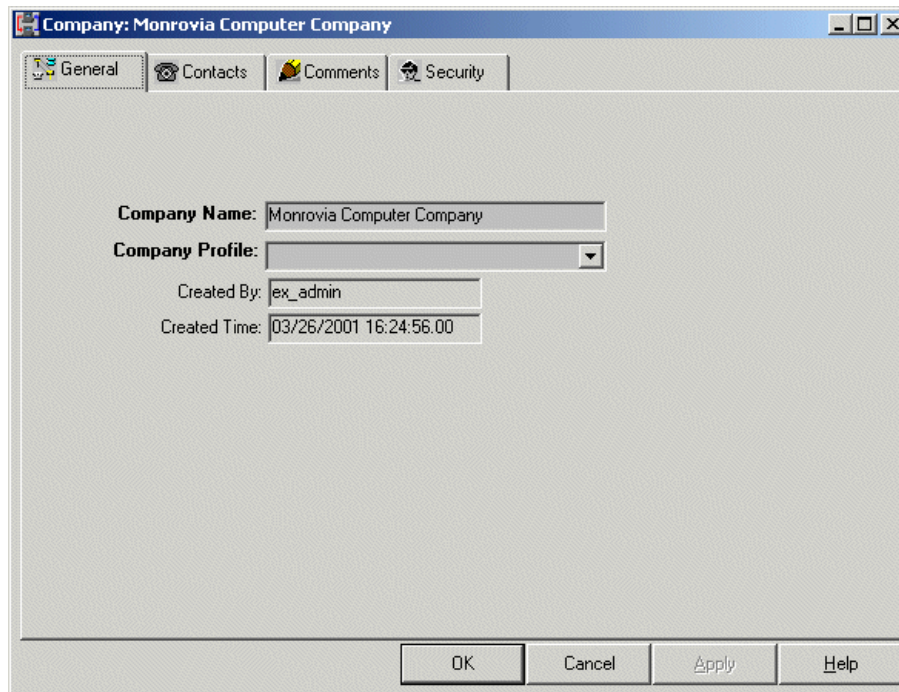 Company: Monrovia Computer Company
General Contacts Comments Security
Company Name: Monrovia Computer Company
Company Profile:
Created By: ex_admin
Created Time: 03/26/2001 16:24:56.00
OK Cancel Apply Help